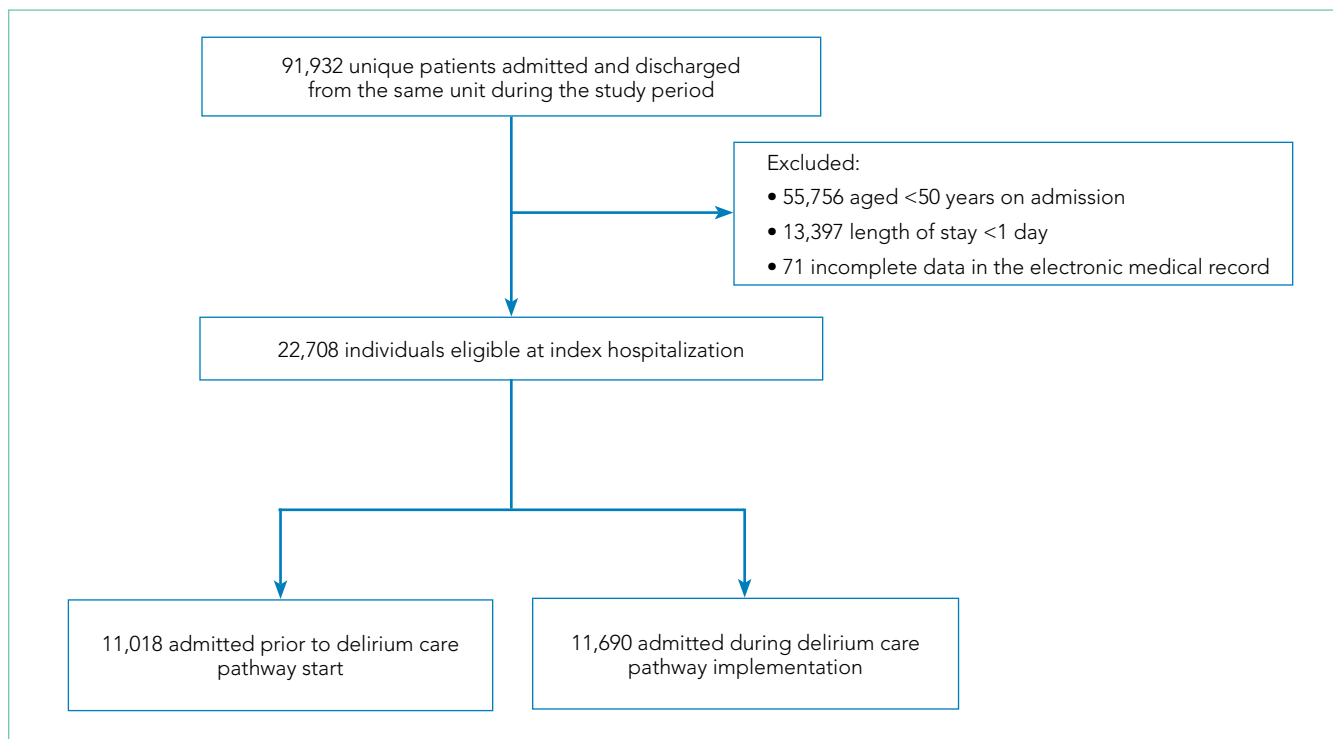 91,932 unique patients admitted and discharged
from the same unit during the study period
Excluded:
• 55,756 aged <50 years on admission
• 13,397 length of stay <1 day
• 71 incomplete data in the electronic medical record
22,708 individuals eligible at index hospitalization
11,018 admitted prior to delirium care
pathway start
11,690 admitted during delirium care
pathway implementation